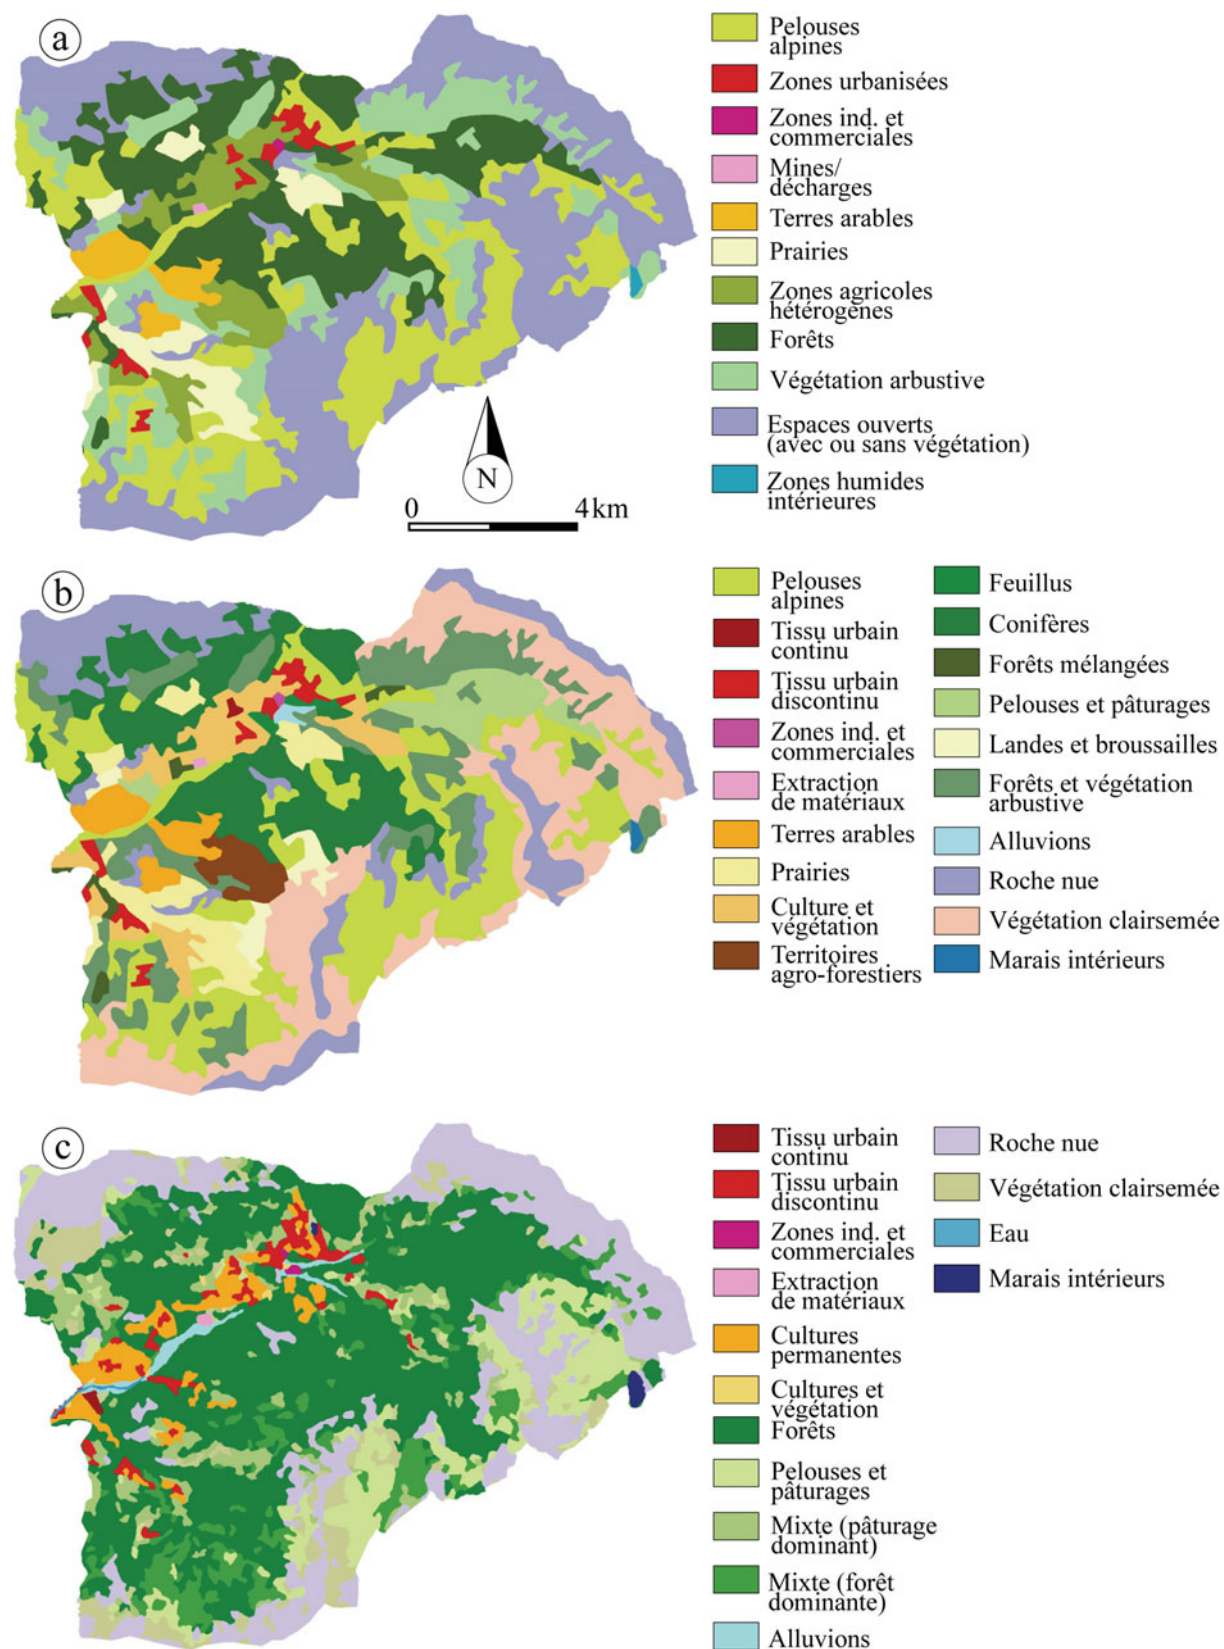 a
Pelouses
alpines
Zones urbanisées
Zones ind. et
commerciales
Mines/
décharges
Terres arables
Prairies
Zones agricoles
hétérogènes
Forêts
Végétation arbustive
Espaces ouverts
(avec ou sans végétation)
Zones humides
intérieures
N
0 4 km
b
Pelouses
alpines
Tissu urbain
continu
Tissu urbain
discontinu
Zones ind. et
commerciales
Extraction
de matériaux
Terres arables
Prairies
Culture et
végétation
Territoires
agro-forestiers
Feuillus
Conifères
Forêts mélangées
Pelouses et pâturages
Landes et broussailles
Forêts et végétation
arbustive
Alluvions
Roche nue
Végétation clairsemée
Marais intérieurs
c
Tissu urbain
continu
Tissu urbain
discontinu
Zones ind. et
commerciales
Extraction
de matériaux
Cultures
permanentes
Cultures et
végétation
Forêts
Pelouses et
pâturages
Mixte (pâturage
dominant)
Mixte (forêt
dominante)
Alluvions
Roche nue
Végétation clairsemée
Eau
Marais intérieurs